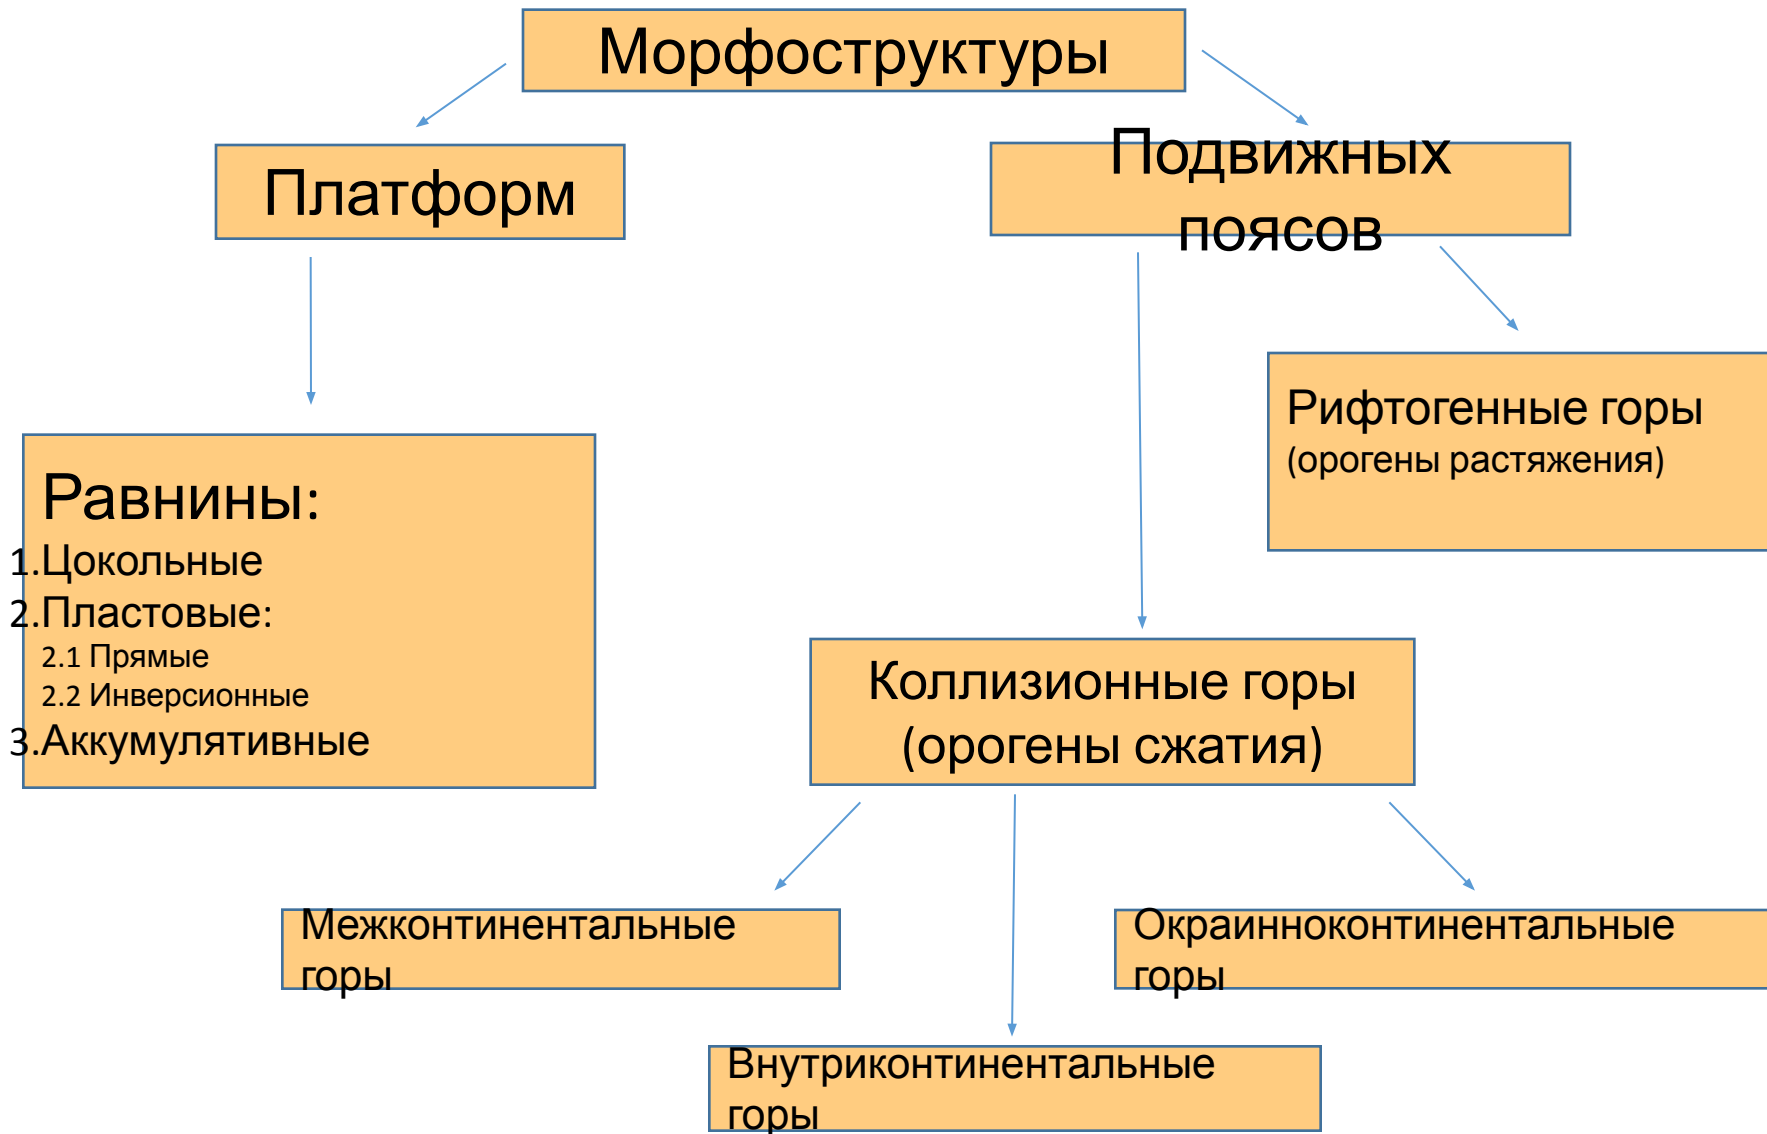 Морфоструктуры
Платформ
Подвижных
поясов
Рифтогенные горы
(орогены растяжения)
Равнины:
1.Цокольные
2.Пластовые:
2.1 Прямые
2.2 Инверсионные
3.Аккумулятивные
Коллизионные горы
(орогены сжатия)
Межконтинентальные
горы
Окраинноконтинентальные
горы
Внутриконтинентальные
горы